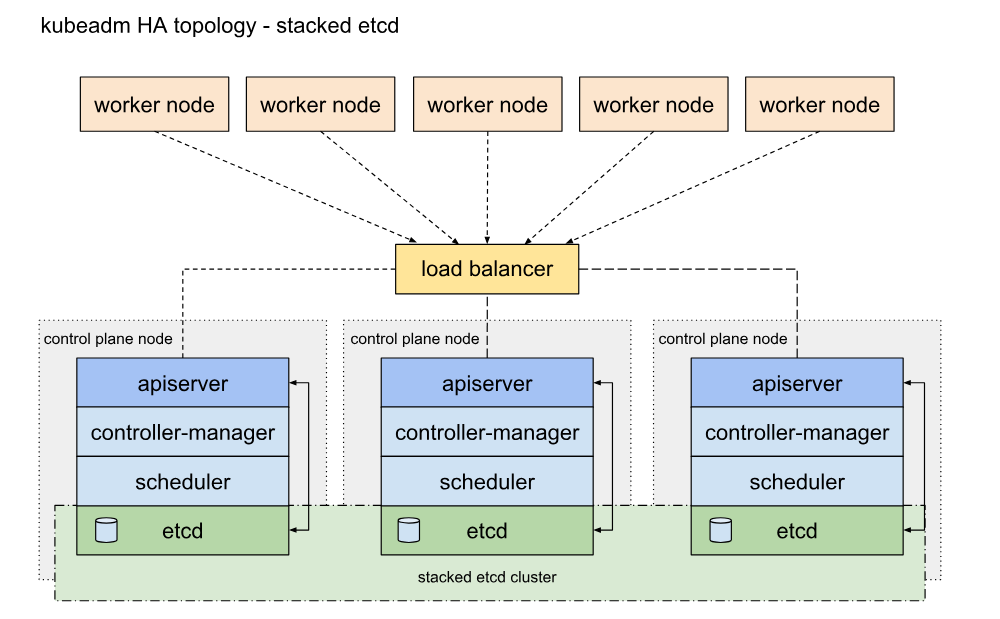 kubeadm HA topology - stacked etcd
worker node
worker node
worker node
worker node
worker node
load balancer
control plane node
control plane node
control plane node
apiserver
apiserver
apiserver
controller-manager
controller-manager
controller-manager
scheduler
scheduler
scheduler
etcd
etcd
etcd
stacked etcd cluster